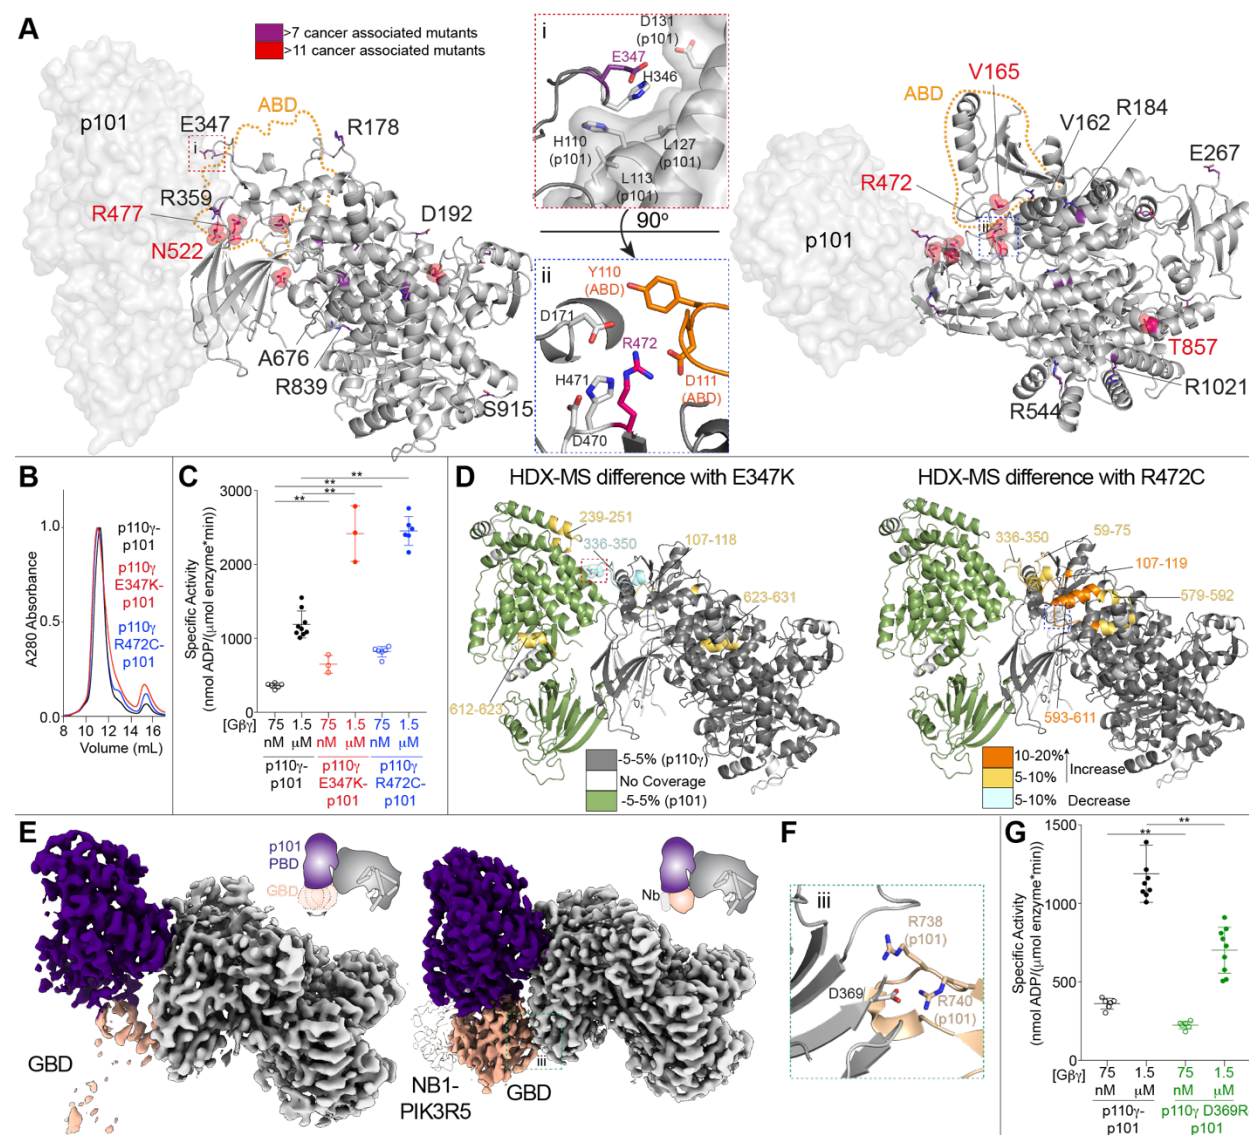 A
>7 cancer associated mutants
>11 cancer associated mutants
p101
E347
i
ABD
R178
R359
R477
N522
D192
A676
R839
S915
i
D131
(p101)
E347
H346
H110
(p101)
L127
(p101)
L113
(p101)
90°
ii
Y110
(ABD)
D171
R472
H471
D111
(ABD)
D470
V165
ABD
R184
V162
E267
R472
p101
ii
T857
R1021
R544
B
A280 Absorbance
1.0
0.5
0.0
8 10 12 14 16
Volume (mL)
p110γ-
p101
p110γ
E347K-
p101
p110γ
R472C-
p101
C
Specific Activity
(nmol ADP/(μmol enzyme*min))
3000
2000
1000
0
**
**
**
**
[Gβγ] 75 1.5 75 1.5 75 1.5
nM μM nM μM nM μM
p110γ-
p101
p110γ
E347K-
p101
p110γ
R472C-
p101
D
HDX-MS difference with E347K
239-251
336-350
107-118
623-631
612-623
-5-5% (p110γ)
No Coverage
-5-5% (p101)
HDX-MS difference with R472C
59-75
336-350
107-119
579-592
593-611
10-20%
5-10%
Increase
5-10% Decrease
E
p101
PBD
GBD
GBD
Nb
NB1-
PIK3R5
GBD
iii
F
iii
R738
(p101)
D369
R740
(p101)
G
Specific Activity
(nmol ADP/(μmol enzyme*min))
1500
1000
500
0
**
**
[Gβγ] 75 1.5 75 1.5
nM μM nM μM
p110γ-
p101
p110γ D369R
p101